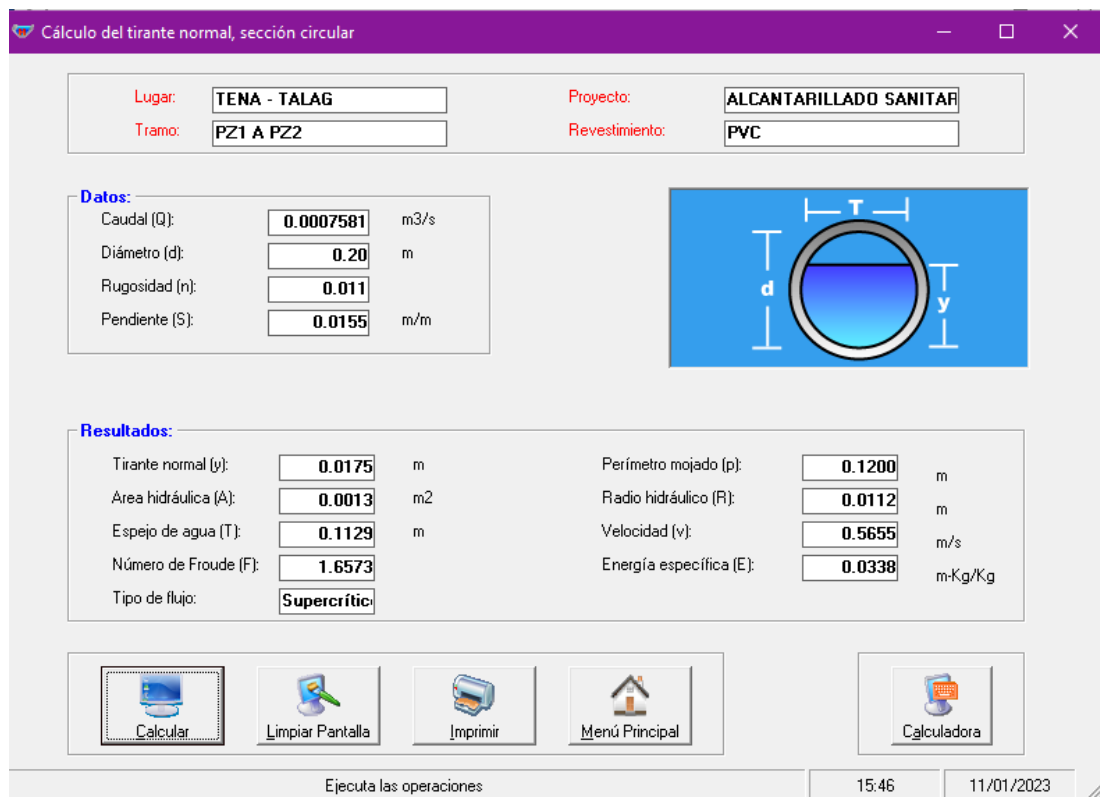 Cálculo del tirante normal, sección circular
Lugar: TENA - TALAG Proyecto: ALCANTARILLADO SANITAR
Tramo: PZ1 A PZ2 Revestimiento: PVC
Datos:
Caudal (Q): 0.0007581 m3/s
Diámetro (d): 0.20 m
Rugosidad (n): 0.011
Pendiente (S): 0.0155 m/m
T
d
y
Resultados:
Tirante normal (y): 0.0175 m Perímetro mojado (p): 0.1200 m
Area hidráulica (A): 0.0013 m2 Radio hidráulico (R): 0.0112 m
Espejo de agua (T): 0.1129 m Velocidad (v): 0.5655 m/s
Número de Froude (F): 1.6573 Energía específica (E): 0.0338 m-Kg/Kg
Tipo de flujo: Supercrític
Calcular Limpiar Pantalla Imprimir Menú Principal Calculadora
Ejecuta las operaciones 15:46 11/01/2023